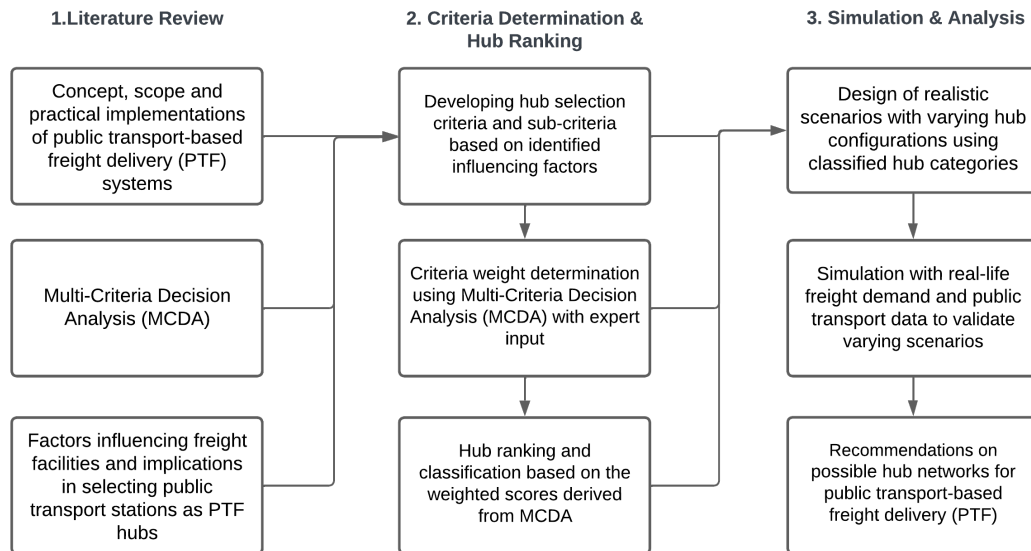 1.Literature Review
Concept, scope and
practical implementations
of public transport-based
freight delivery (PTF)
systems
Multi-Criteria Decision
Analysis (MCDA)
Factors influencing freight
facilities and implications
in selecting public
transport stations as PTF
hubs
2. Criteria Determination &
Hub Ranking
Developing hub selection
criteria and sub-criteria
based on identified
influencing factors
Criteria weight determination
using Multi-Criteria Decision
Analysis (MCDA) with expert
input
Hub ranking and
classification based on the
weighted scores derived
from MCDA
3. Simulation & Analysis
Design of realistic
scenarios with varying hub
configurations using
classified hub categories
Simulation with real-life
freight demand and public
transport data to validate
varying scenarios
Recommendations on
possible hub networks for
public transport-based
freight delivery (PTF)